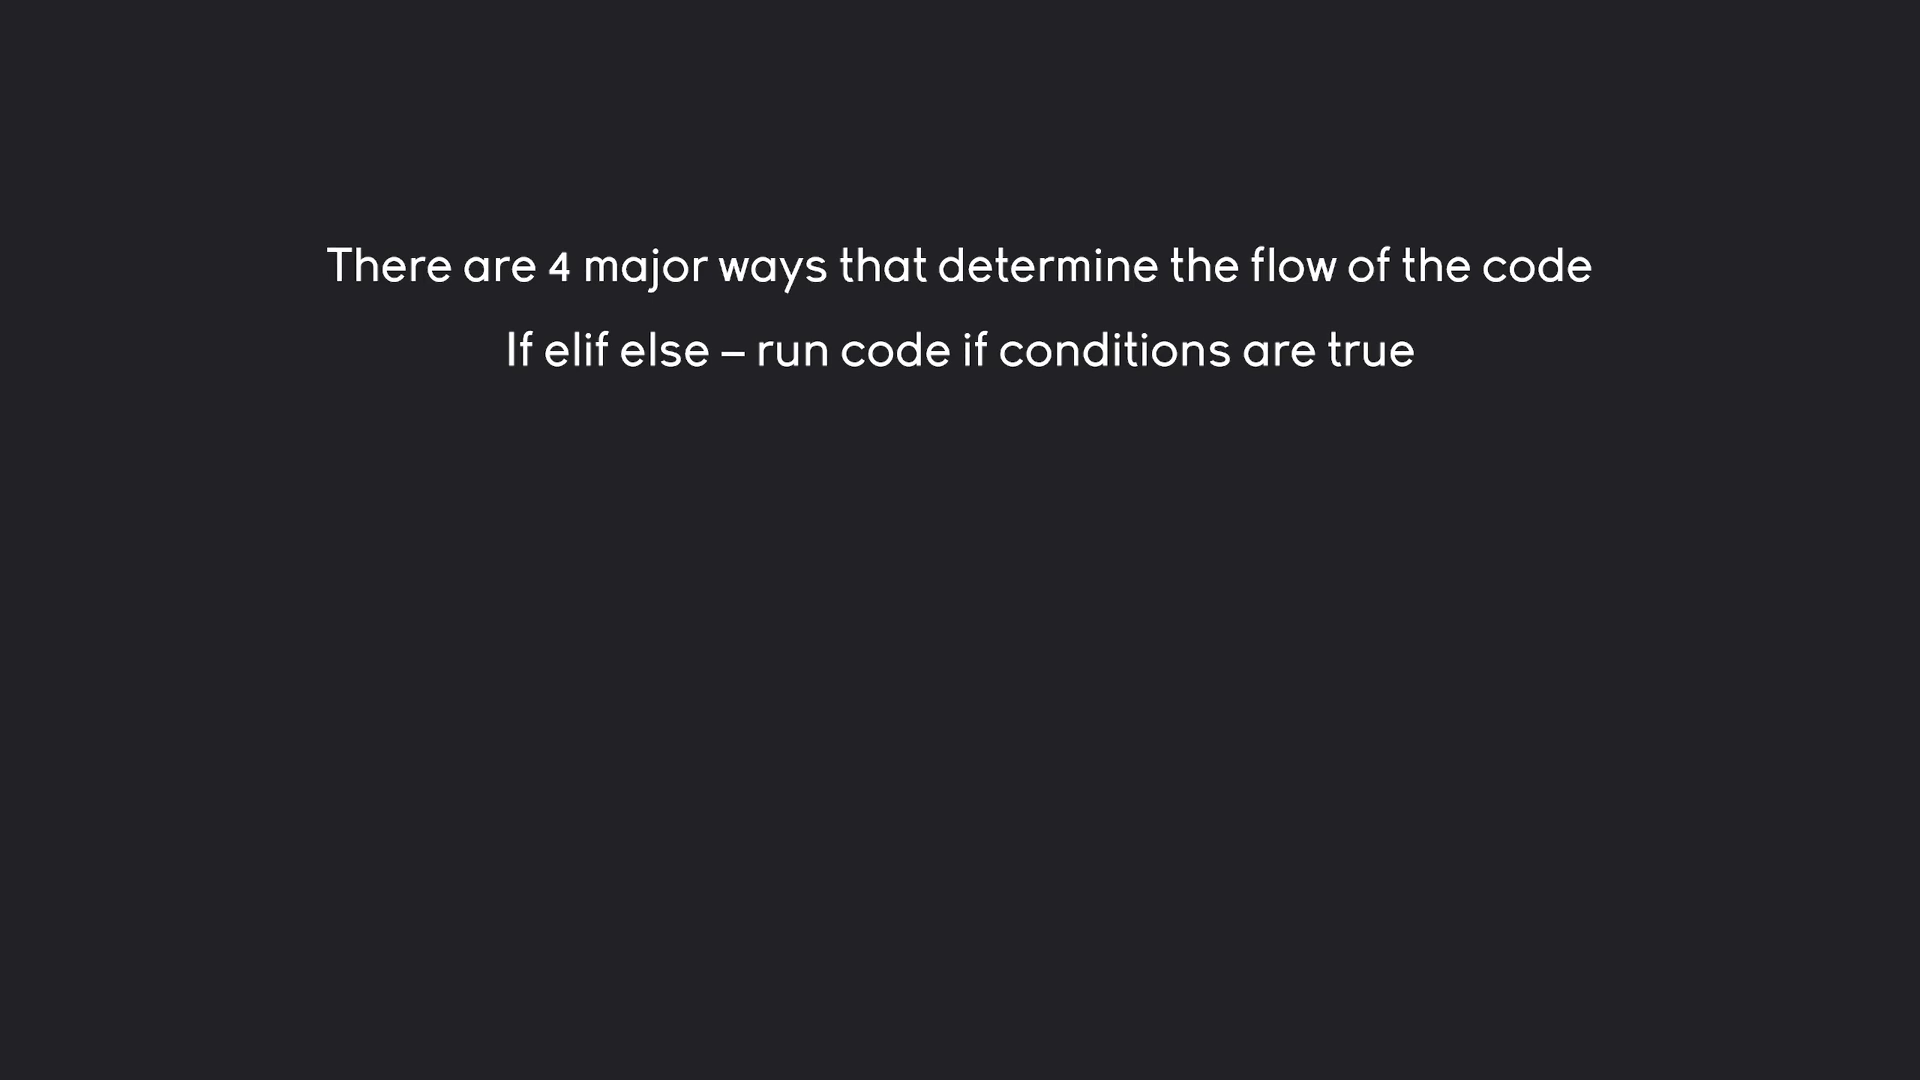 There are 4 major ways that determine the flow of the code
If elif else – run code if conditions are true